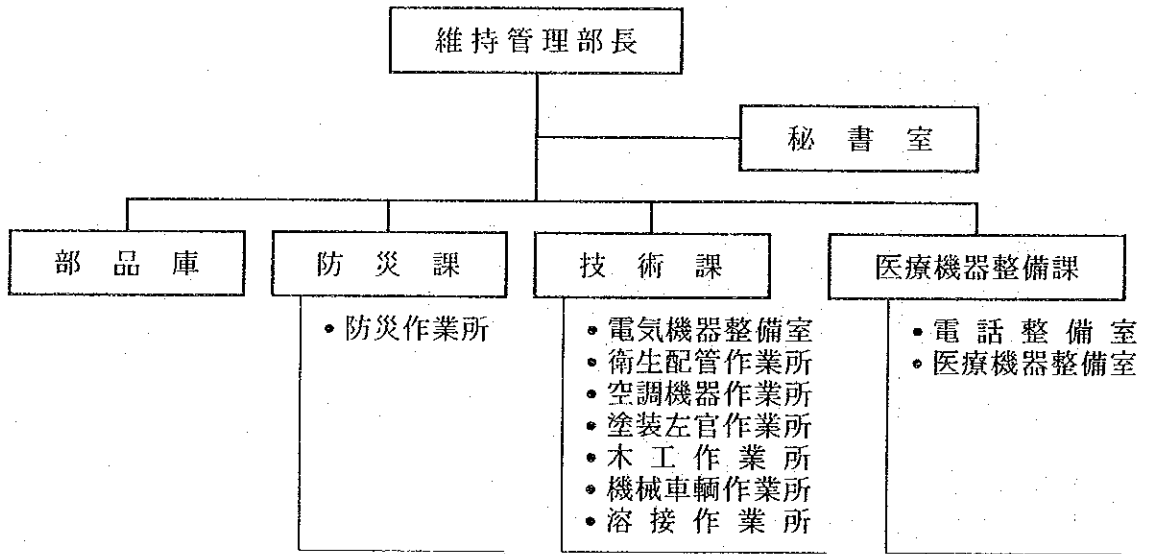 維持管理部長
秘書室
部品庫
防災課
技術課
医療機器整備課
・防災作業所
・電気機器整備室
・衛生配管作業所
・空調機器作業所
・塗装左官作業所
・木工作業所
・機械車輌作業所
・溶接作業所
・電話整備室
・医療機器整備室